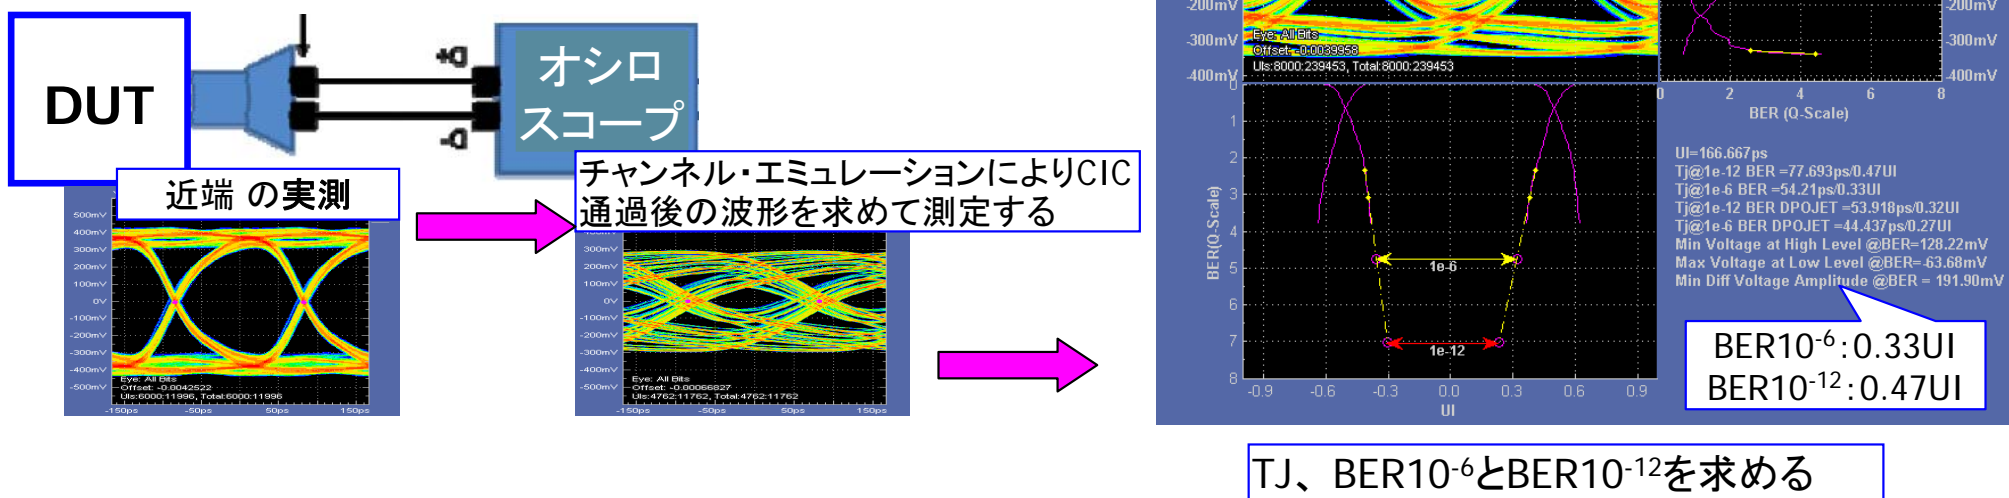 DUT
+D
-D
オシロ
スコープ
近端 の実測
チャンネル・エミュレーションによりCIC
通過後の波形を求めて測定する
500mV
400mV
300mV
200mV
100mV
0V
-100mV
-200mV
-300mV
-400mV
-500mV
Eye: All Bits
Offset: -0.0042522
UIs:6000:11996, Total:6000:11996
-150ps -50ps 50ps 150ps
400mV
300mV
200mV
100mV
0V
-100mV
-200mV
-300mV
-400mV
-500mV
Eye: All Bits
Offset: -0.00066827
UIs:4762:11762, Total:4762:11762
-150ps -50ps 50ps 150ps
-200mV
-300mV
-400mV
Eye: All Bits
Offset: -0.0039958
UIs:8000:239453, Total:8000:239453
-200mV
-300mV
-400mV
0 2 4 6 8
BER (Q-Scale)
0
1
2
3
4
5
6
7
8
BER(Q-Scale)
1e-6
1e-12
-0.9 -0.6 -0.3 0.0 0.3 0.6 0.9
UI
UI=166.667ps
Tj@1e-12 BER =77.693ps/0.47UI
Tj@1e-6 BER =54.21ps/0.33UI
Tj@1e-12 BER DPOJET =53.918ps/0.32UI
Tj@1e-6 BER DPOJET =44.437ps/0.27UI
Min Voltage at High Level @BER=128.22mV
Max Voltage at Low Level @BER=-63.68mV
Min Diff Voltage Amplitude @BER = 191.90mV
BER10-6:0.33UI
BER10-12:0.47UI
TJ、BER10-6とBER10-12を求める